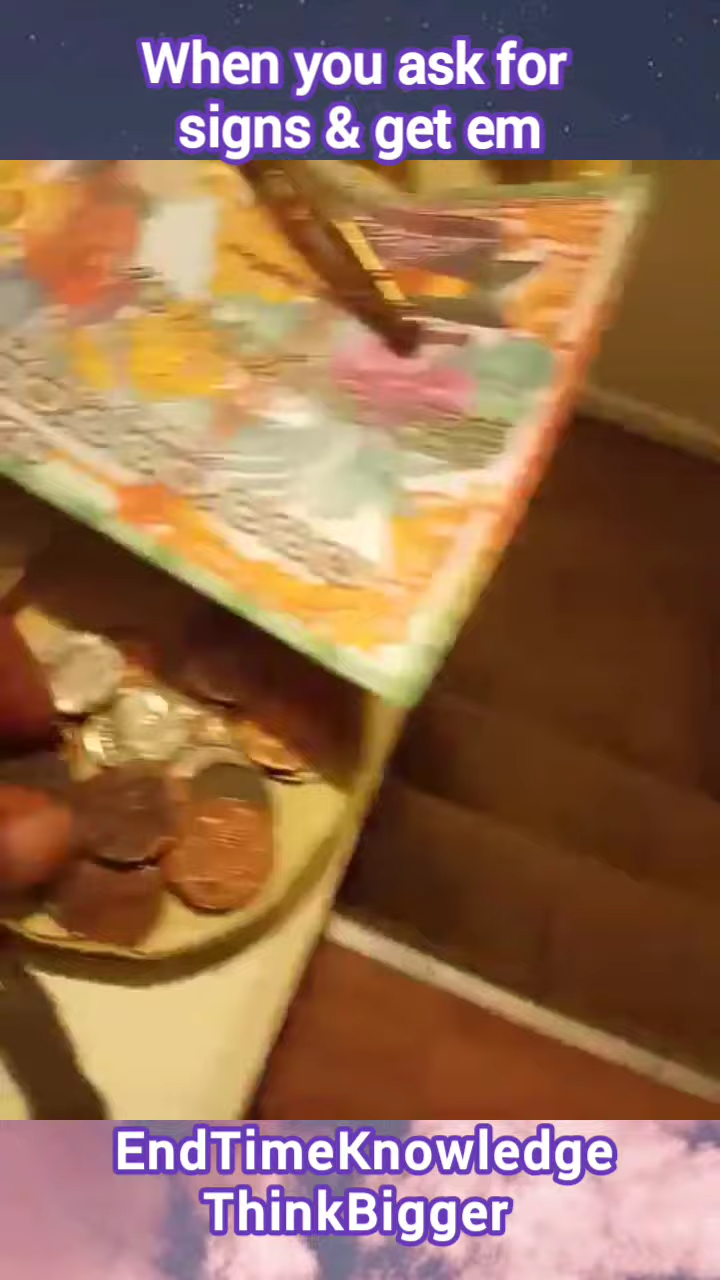 When you ask for
signs & get em
EndTimeKnowledge
ThinkBigger